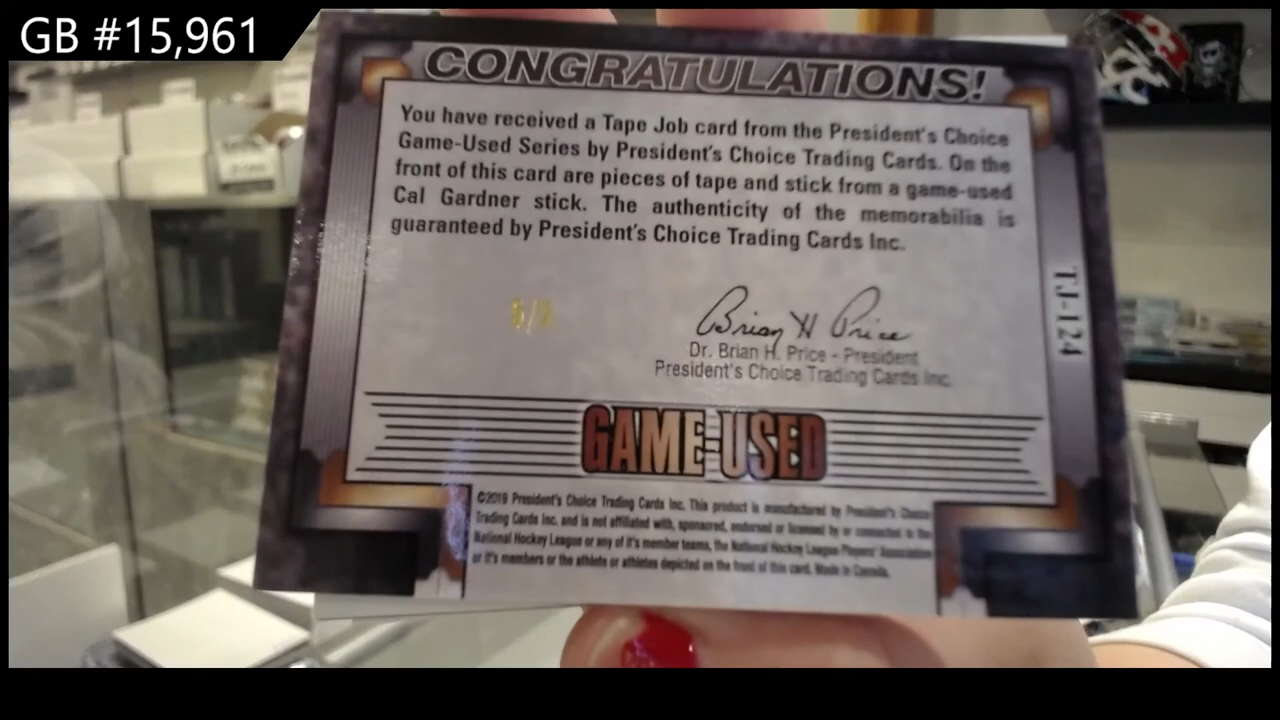 GB #15,961
CONGRATULATIONS!
You have received a Tape Job card from the President's Choice
Game-Used Series by President's Choice Trading Cards. On the
front of this card are pieces of tape and stick from a game-used
Cal Gardner stick. The authenticity of the memorabilia is
guaranteed by President's Choice Trading Cards Inc.
TJ-124
Brian H Price
Dr. Brian H. Price - President
President's Choice Trading Cards Inc.
GAME-USED
©2019 President's Choice Trading Cards Inc. This product is manufactured by President's Choice
Trading Cards Inc. and is not affiliated with, sponsored, endorsed or licensed by or connected to the
National Hockey League or any of it's member teams, the National Hockey League Players' Association
or it's members or the athlete or athletes depicted on the front of this card. Made in Canada.